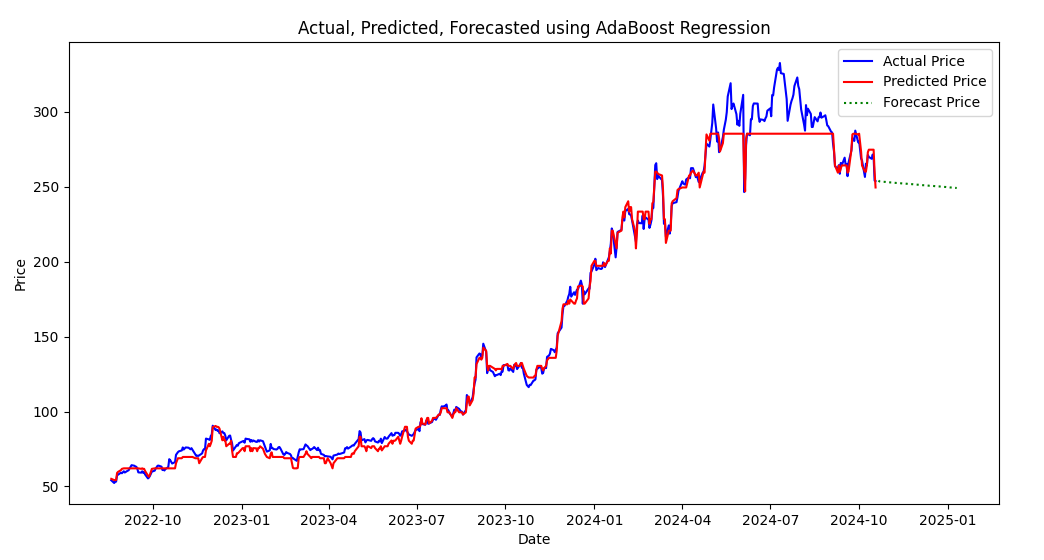 Actual, Predicted, Forecasted using AdaBoost Regression
Actual Price
Predicted Price
Forecast Price
Price
300
250
200
150
100
50
2022-10
2023-01
2023-04
2023-07
2023-10
2024-01
2024-04
2024-07
2024-10
2025-01
Date